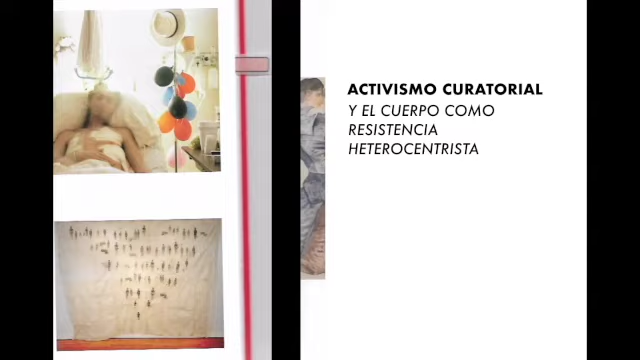 ACTIVISMO CURATORIAL
Y EL CUERPO COMO
RESISTENCIA
HETEROCENTRISTA